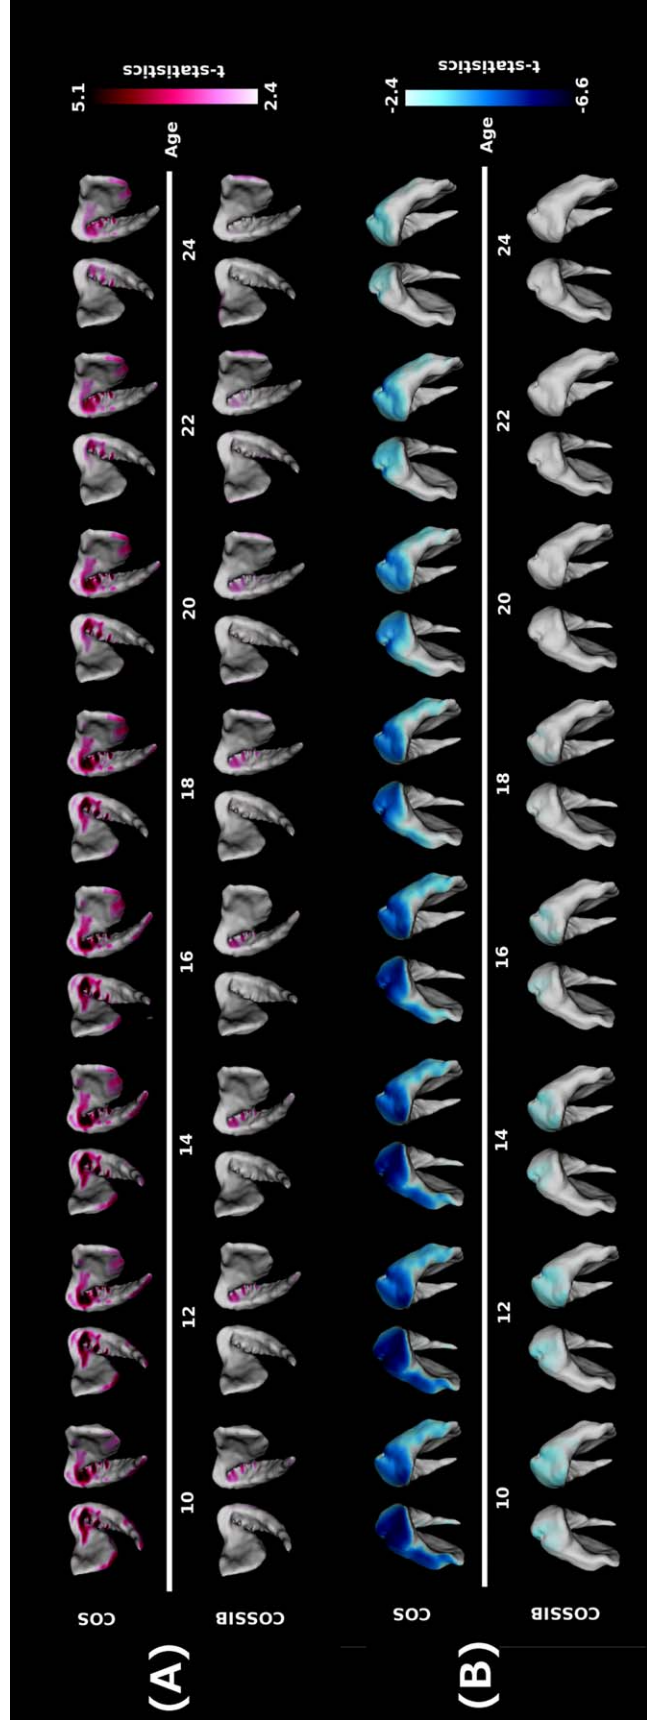 (A)
COS
COSSIB
10
12
14
16
18
20
22
24
Age
5.1
2.4
t-statistics
(B)
COS
COSSIB
10
12
14
16
18
20
22
24
Age
-2.4
-6.6
t-statistics